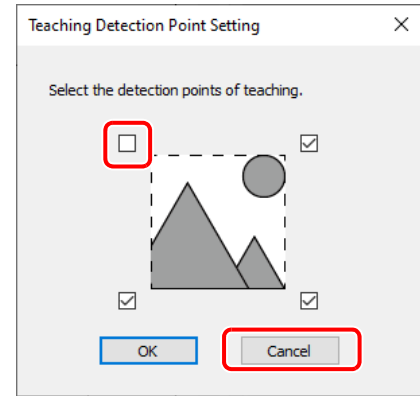 Teaching Detection Point Setting
Select the detection points of teaching.
OK
Cancel